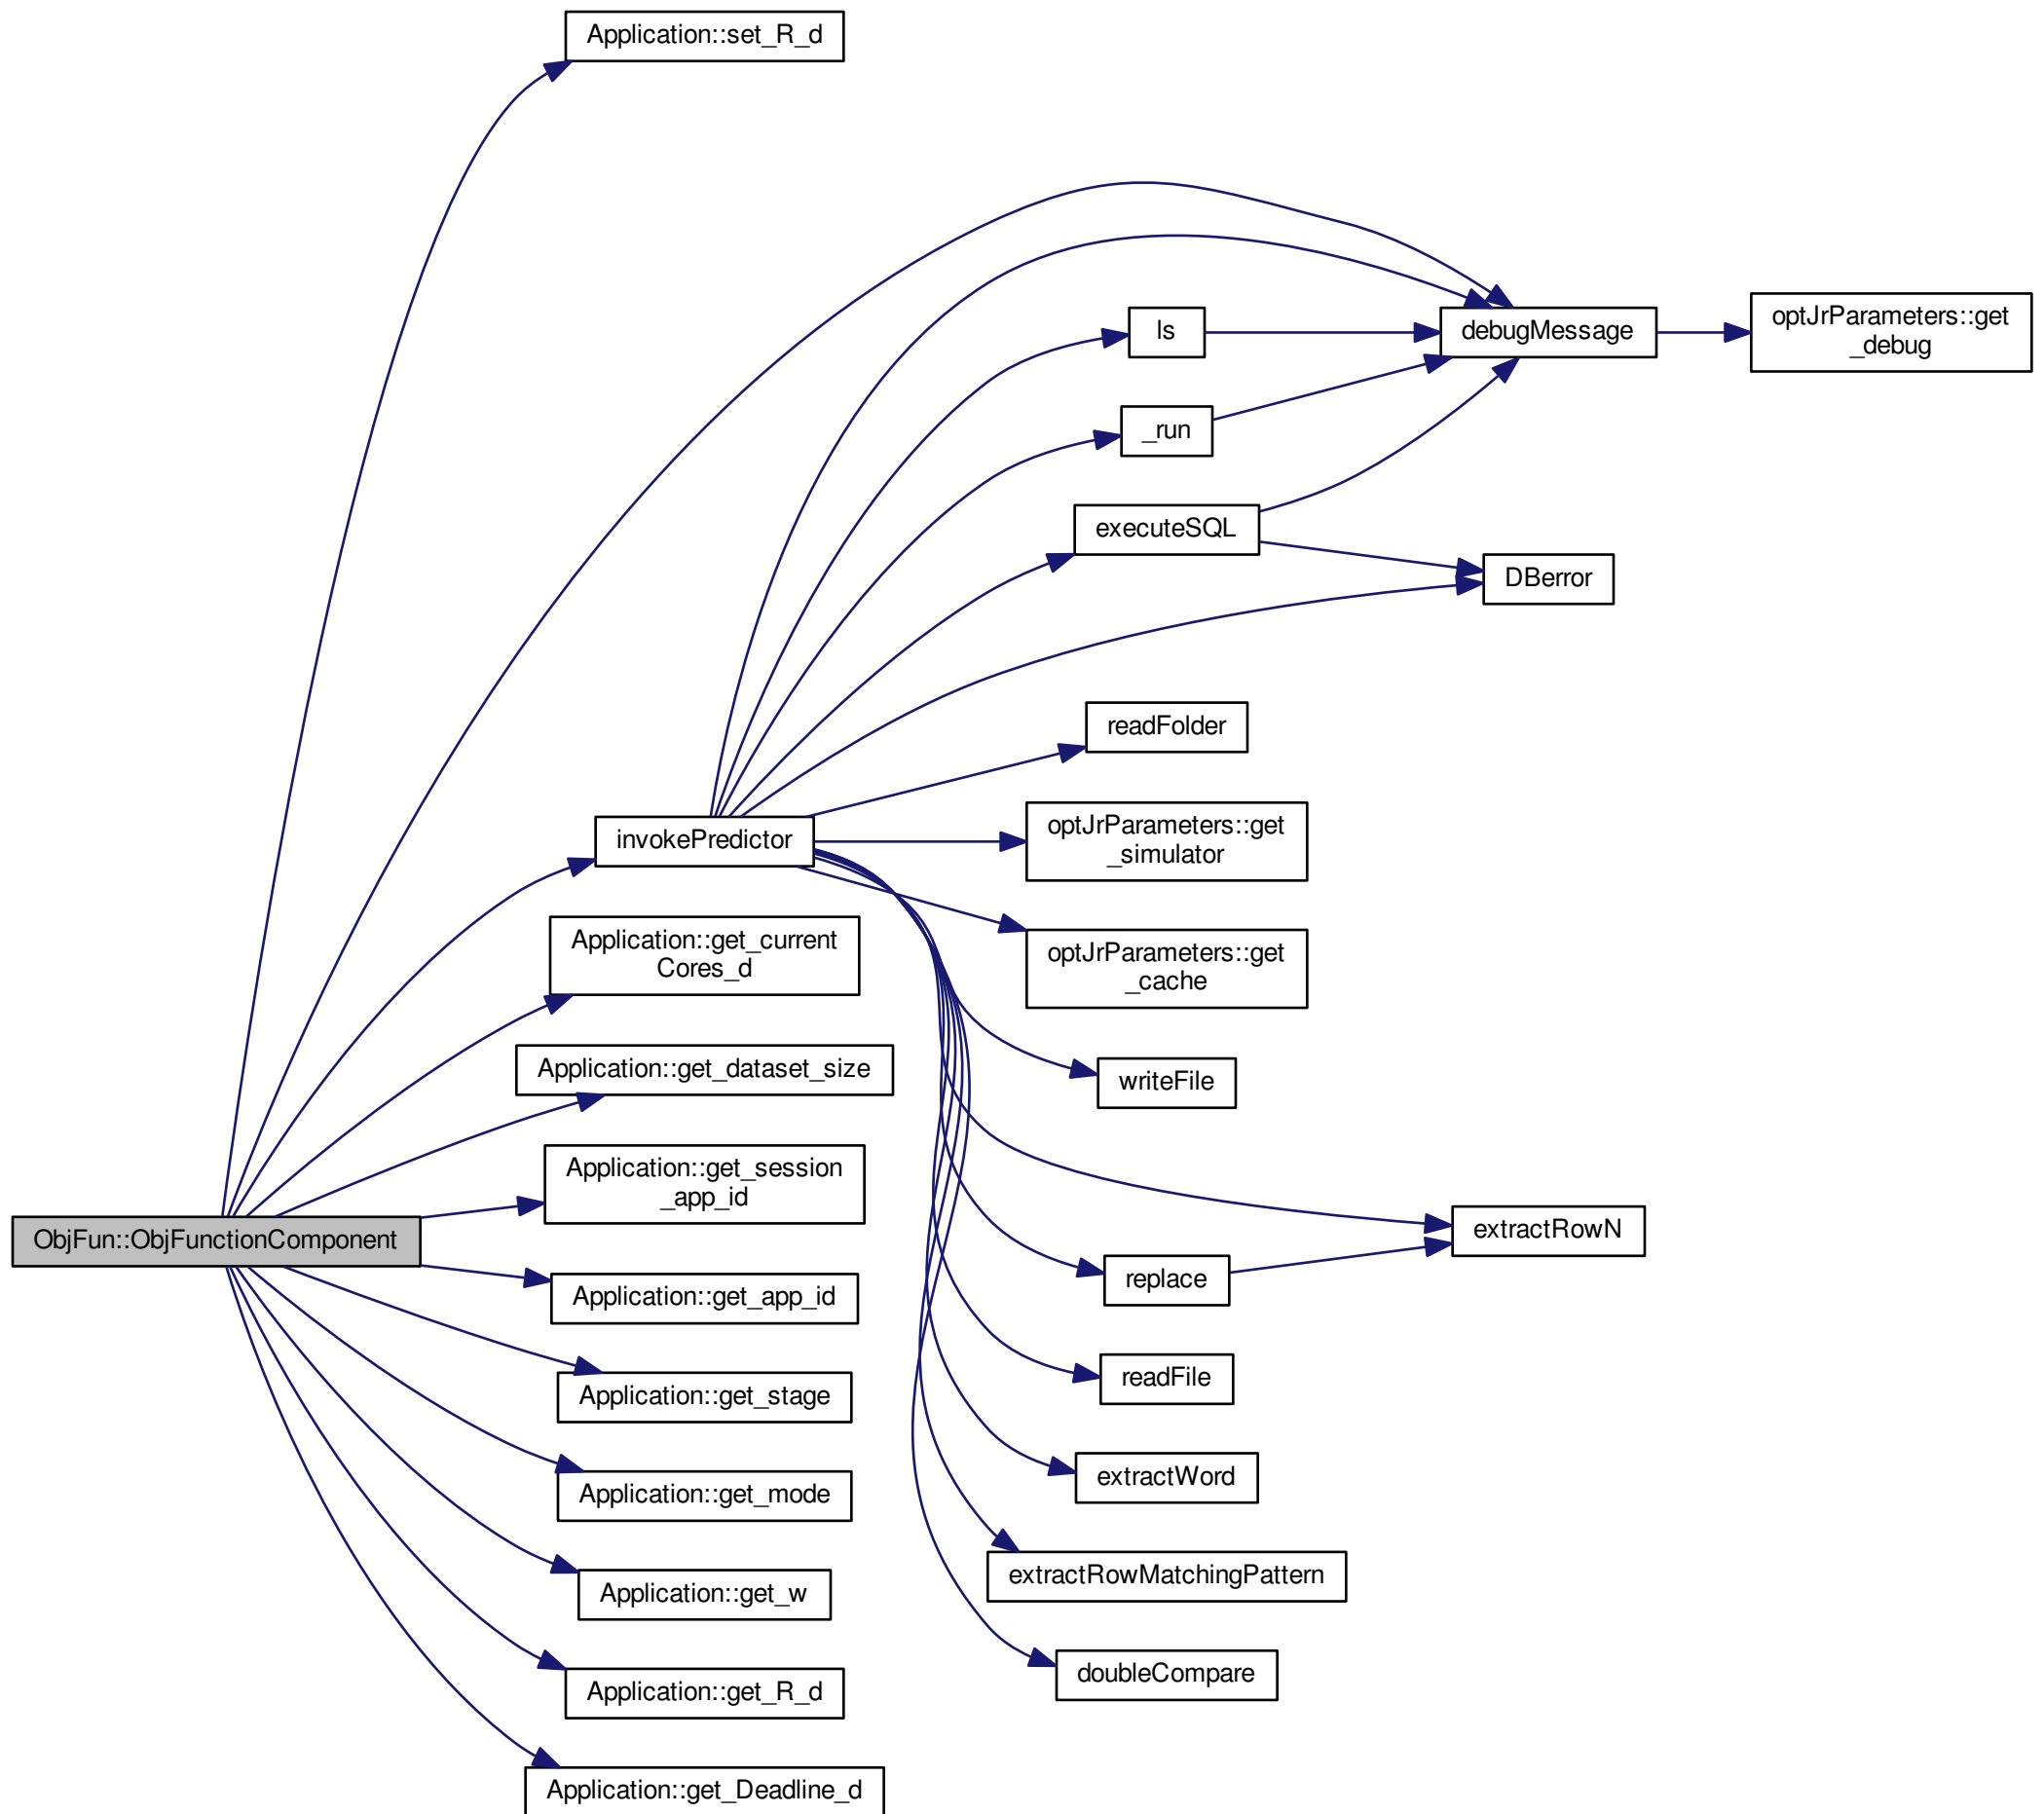 Application::set_R_d
debugMessage
optJrParameters::get
_debug
ls
_run
executeSQL
DBerror
readFolder
invokePredictor
optJrParameters::get
_simulator
Application::get_current
Cores_d
optJrParameters::get
_cache
Application::get_dataset_size
writeFile
Application::get_session
_app_id
ObjFun::ObjFunctionComponent
extractRowN
replace
Application::get_app_id
readFile
Application::get_stage
extractWord
Application::get_mode
extractRowMatchingPattern
Application::get_w
doubleCompare
Application::get_R_d
Application::get_Deadline_d